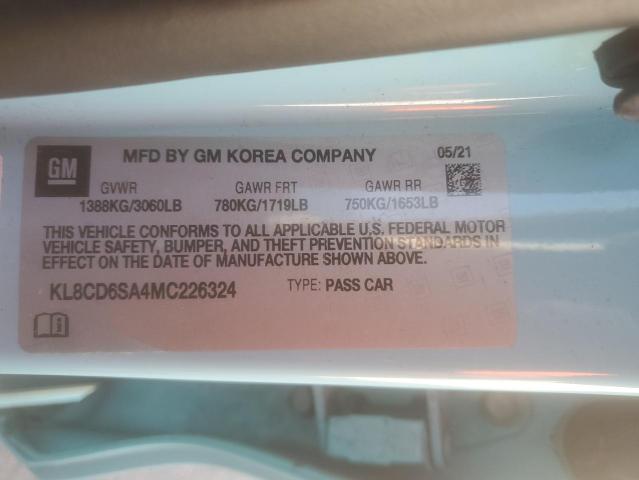 GM MFD BY GM KOREA COMPANY 05/21
GVWR GAWR FRT GAWR RR
1388KG/3060LB 780KG/1719LB 750KG/1653LB
THIS VEHICLE CONFORMS TO ALL APPLICABLE U.S. FEDERAL MOTOR
VEHICLE SAFETY, BUMPER, AND THEFT PREVENTION STANDARDS IN
EFFECT ON THE DATE OF MANUFACTURE SHOWN ABOVE.
KL8CD6SA4MC226324 TYPE: PASS CAR